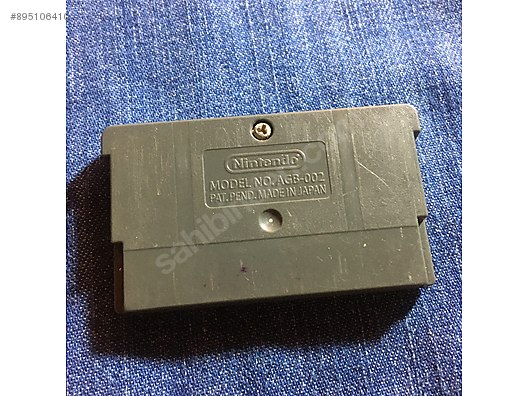 #895106410
Nintendo
MODEL NO. AGB-002
PAT. PEND. MADE IN JAPAN